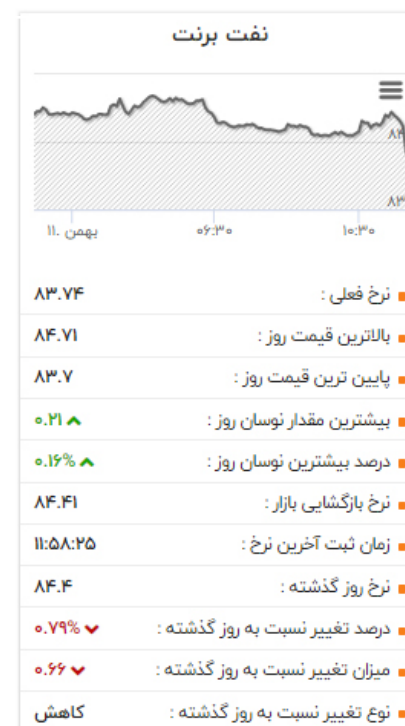 نفت برنت
۸۴
۸۳
بهمن .۱۱
۰۶:۳۰
۱۰:۳۰
نرخ فعلی : ۸۳.۷۴
بالاترین قیمت روز : ۸۴.۷۱
پایین ترین قیمت روز : ۸۳.۷
بیشترین مقدار نوسان روز : ۰.۲۱
درصد بیشترین نوسان روز : ۰.۱۶%
نرخ بازگشایی بازار : ۸۴.۴۱
زمان ثبت آخرین نرخ : ۱۱:۵۸:۲۵
نرخ روز گذشته : ۸۴.۴
درصد تغییر نسبت به روز گذشته : ۰.۷۹%
میزان تغییر نسبت به روز گذشته : ۰.۶۶
نوع تغییر نسبت به روز گذشته : کاهش